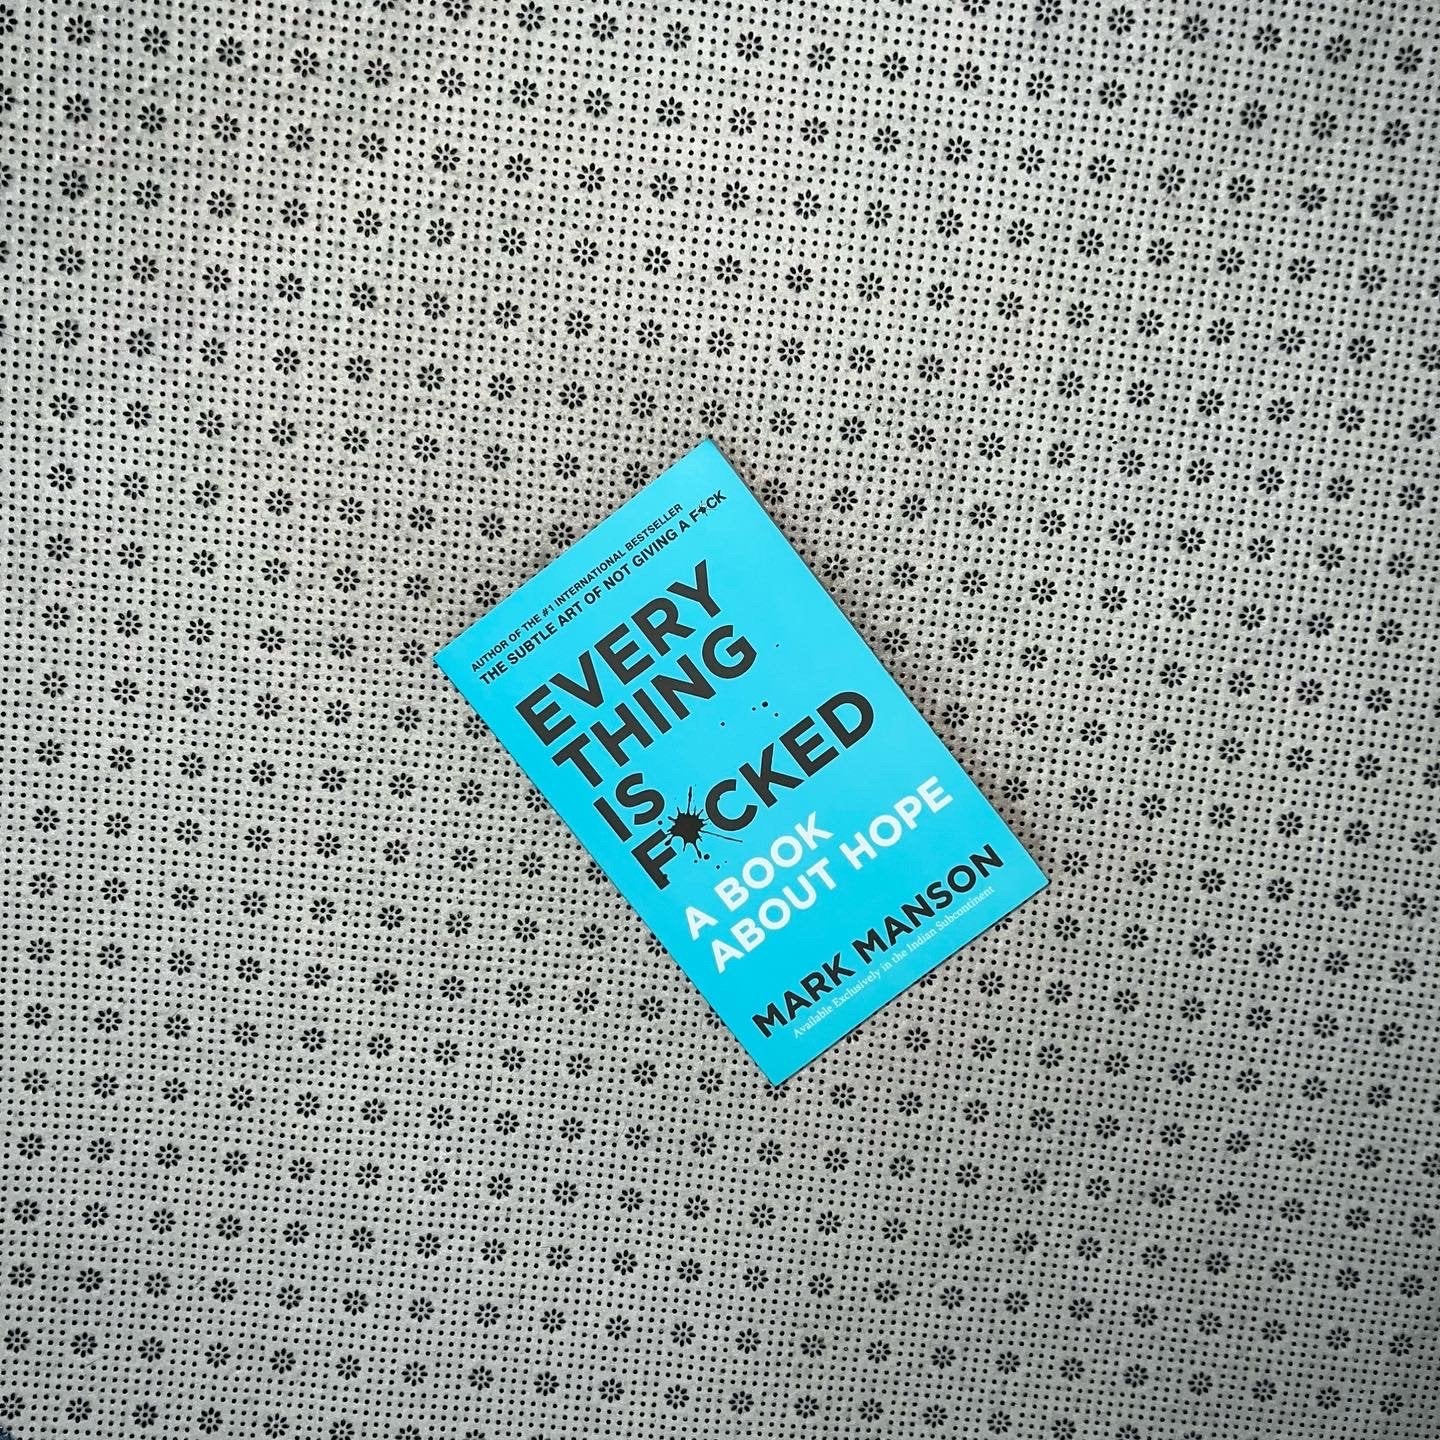 AUTHOR OF THE #1 INTERNATIONAL BESTSELLER
THE SUBTLE ART OF NOT GIVING A F*CK
EVERY
THING
IS
F*CKED
A BOOK
ABOUT HOPE
MARK MANSON
Available Exclusively in the Indian Subcontinent